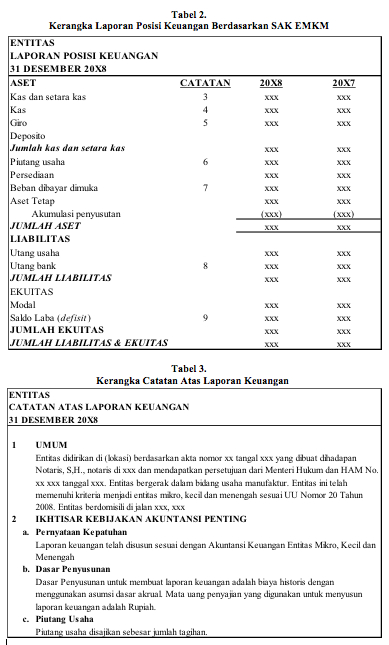 Tabel 2.
Kerangka Laporan Posisi Keuangan Berdasarkan SAK EMKM
ENTITAS
LAPORAN POSISI KEUANGAN
31 DESEMBER 20X8
ASET CATATAN 20X8 20X7
Kas dan setara kas 3 xxx xxx
Kas 4 xxx xxx
Giro 5 xxx xxx
Deposito
Jumlah kas dan setara kas xxx xxx
Piutang usaha 6 xxx xxx
Persediaan xxx xxx
Beban dibayar dimuka 7 xxx xxx
Aset Tetap xxx xxx
Akumulasi penyusutan (xxx) (xxx)
JUMLAH ASET xxx xxx
LIABILITAS
Utang usaha xxx xxx
Utang bank 8 xxx xxx
JUMLAH LIABILITAS xxx xxx
EKUITAS
Modal xxx xxx
Saldo Laba (defisit) 9 xxx xxx
JUMLAH EKUITAS xxx xxx
JUMLAH LIABILITAS & EKUITAS xxx xxx
Tabel 3.
Kerangka Catatan Atas Laporan Keuangan
ENTITAS
CATATAN ATAS LAPORAN KEUANGAN
31 DESEMBER 20X8
1 UMUM
Entitas didirikan di (lokasi) berdasarkan akta nomor xx tangal xxx yang dibuat dihadapan
Notaris, S,H., notaris di xxx dan mendapatkan persetujuan dari Menteri Hukum dan HAM No.
xx xxx tanggal xxx. Entitas bergerak dalam bidang usaha manufaktur. Entitas ini telah
memenuhi kriteria menjadi entitas mikro, kecil dan menengah sesuai UU Nomor 20 Tahun
2008. Entitas berdomisili di jalan xxx, xxx
2 IKHTISAR KEBIJAKAN AKUNTANSI PENTING
a. Pernyataan Kepatuhan
Laporan keuangan telah disusun sesuai dengan Akuntansi Keuangan Entitas Mikro, Kecil dan
Menengah
b. Dasar Penyusunan
Dasar Penyusunan untuk membuat laporan keuangan adalah biaya historis dengan
menggunakan asumsi dasar akrual. Mata uang penyajian yang digunakan untuk menyusun
laporan keuangan adalah Rupiah.
c. Piutang Usaha
Piutang usaha disajikan sebesar jumlah tagihan.